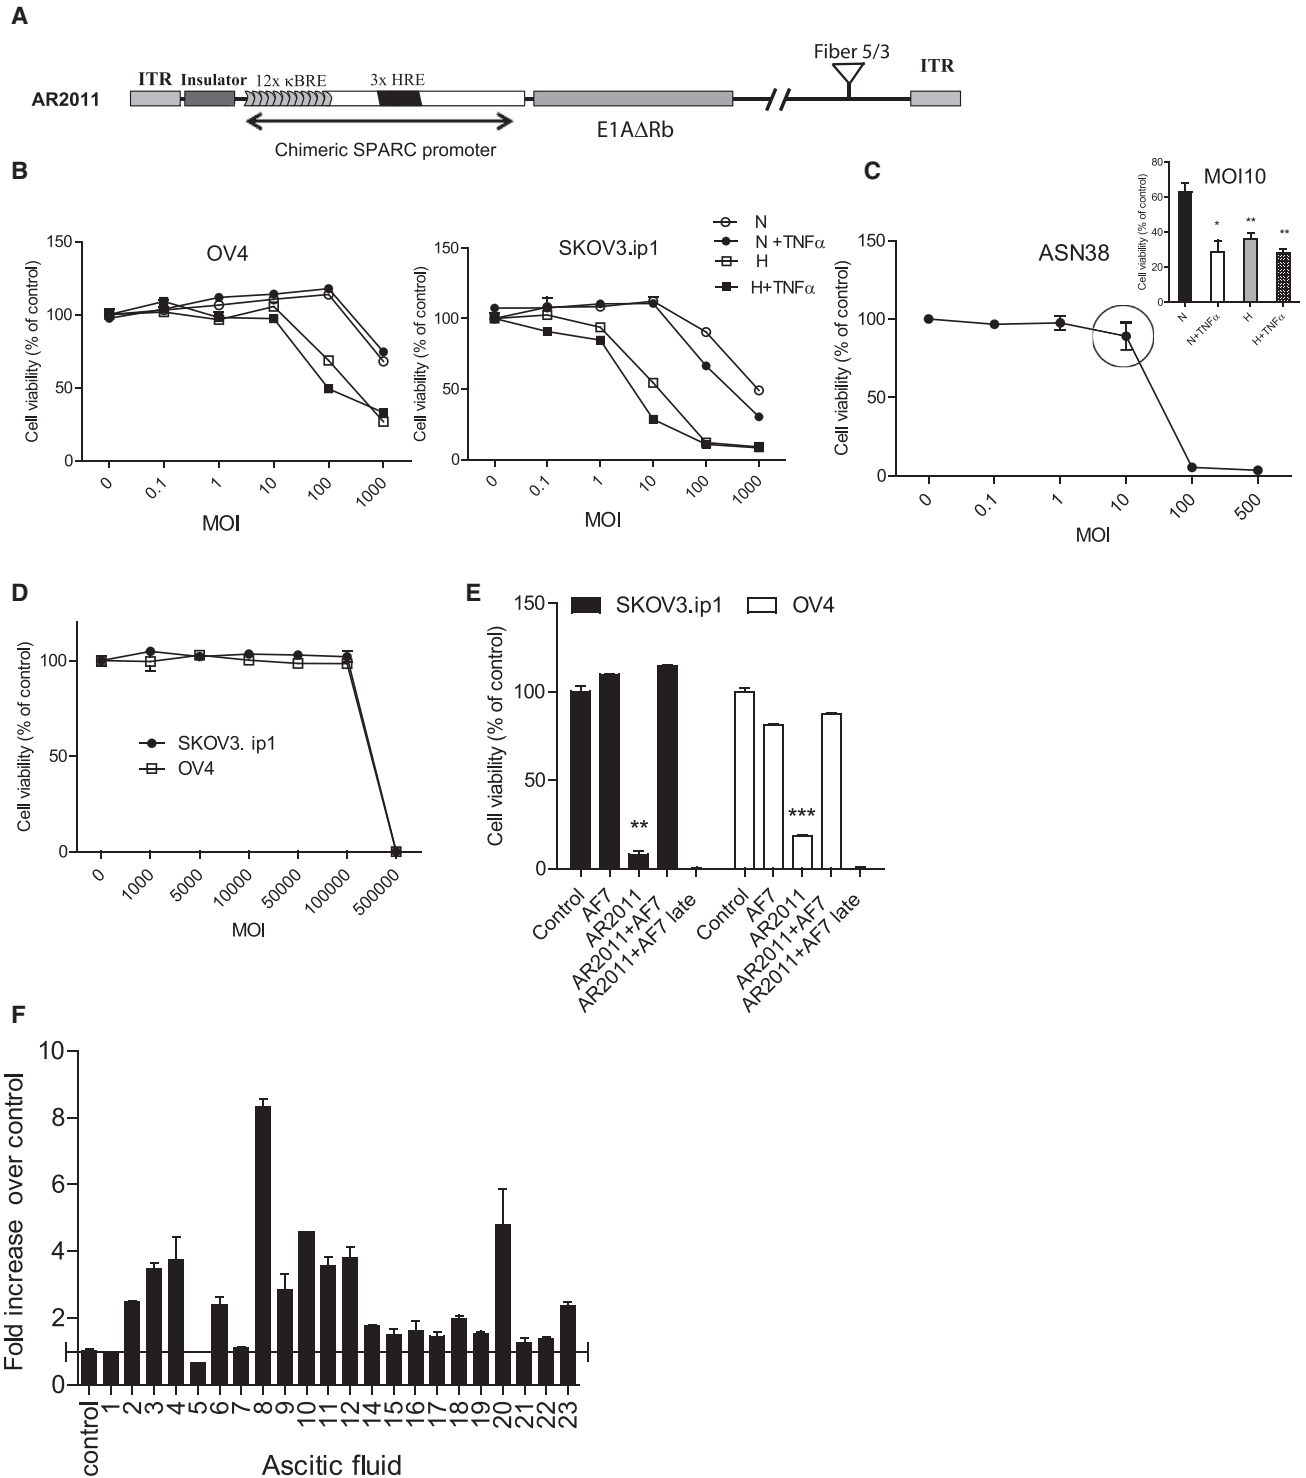 A
ITR
Insulator
12x κBRE
3x HRE
Fiber 5/3
ITR
AR2011
E1AΔRb
Chimeric SPARC promoter
B
OV4
Cell viability (% of control)
150
100
50
0
0
0.1
1
10
100
1000
MOI
SKOV3.ip1
Cell viability (% of control)
150
100
50
0
0
0.1
1
10
100
1000
MOI
N
N +TNFα
H
H+TNFα
C
ASN38
Cell viability (% of control)
150
100
50
0
0
0.1
1
10
100
500
MOI
MOI10
Cell viability (% of control)
80
60
40
20
0
*
**
**
N
N+TNFα
H
H+TNFα
D
Cell viability (% of control)
100
50
0
SKOV3. ip1
OV4
0
1000
5000
10000
50000
100000
500000
MOI
E
SKOV3.ip1
OV4
Cell viability (% of control)
150
100
50
0
**
***
Control
AF7
AR2011
AR2011+AF7
AR2011+AF7 late
Control
AF7
AR2011
AR2011+AF7
AR2011+AF7 late
F
Fold increase over control
10
8
6
4
2
0
control
1
2
3
4
5
6
7
8
9
10
11
12
14
15
16
17
18
19
20
21
22
23
Ascitic fluid